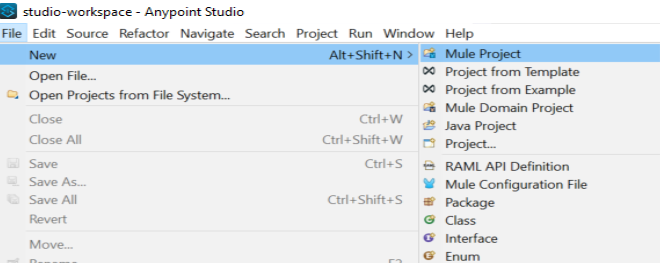 studio-workspace - Anypoint Studio
File Edit Source Refactor Navigate Search Project Run Window Help
New Alt+Shift+N >
Open File...
Open Projects from File System...
Close Ctrl+W
Close All Ctrl+Shift+W
Save Ctrl+S
Save As...
Save All Ctrl+Shift+S
Revert
Move...
Mule Project
Project from Template
Project from Example
Mule Domain Project
Java Project
Project...
RAML API Definition
Mule Configuration File
Package
Class
Interface
Enum